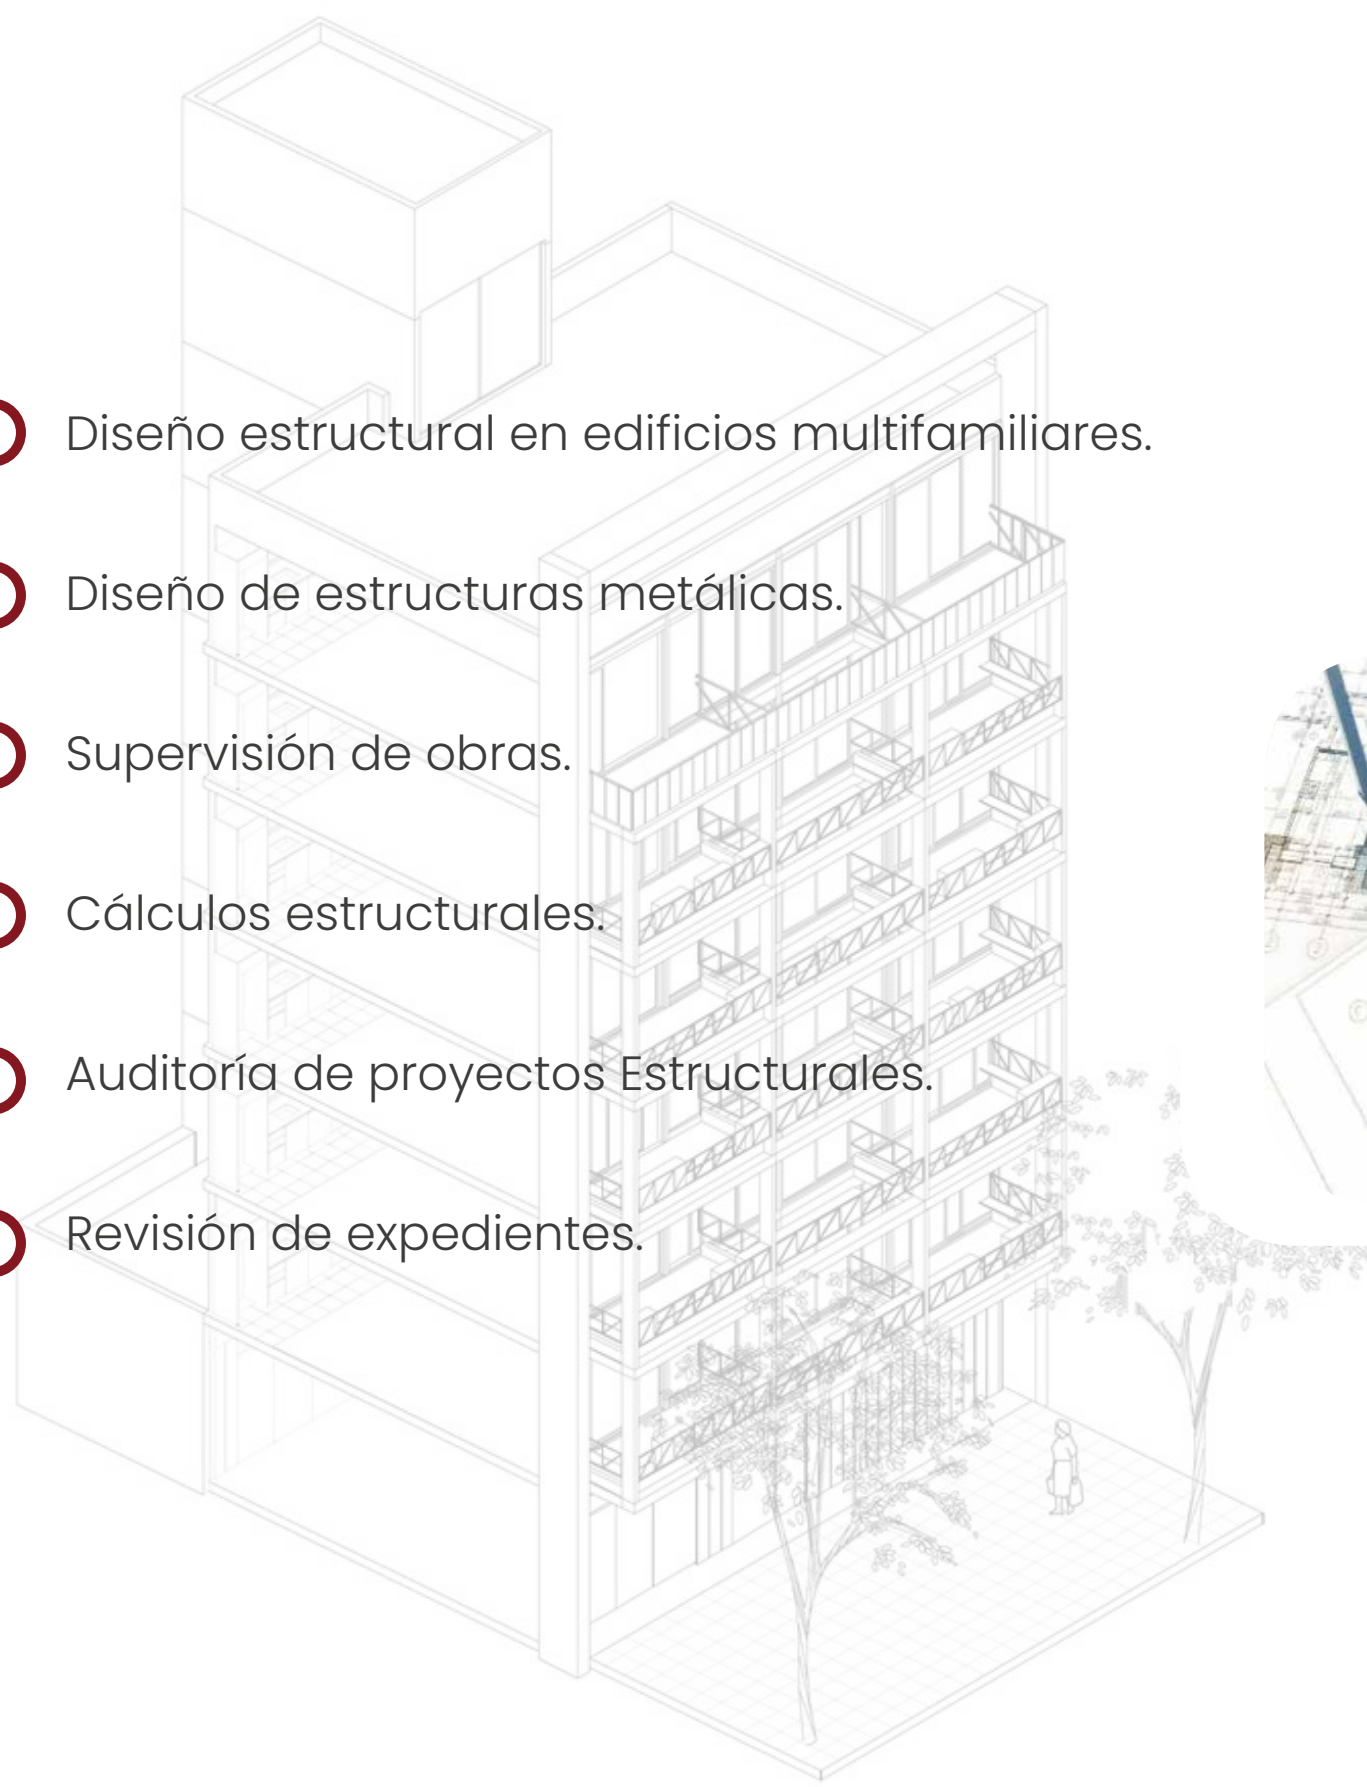 Diseño estructural en edificios multifamiliares.
Diseño de estructuras metálicas.
Supervisión de obras.
Cálculos estructurales.
Auditoría de proyectos Estructurales.
Revisión de expedientes.